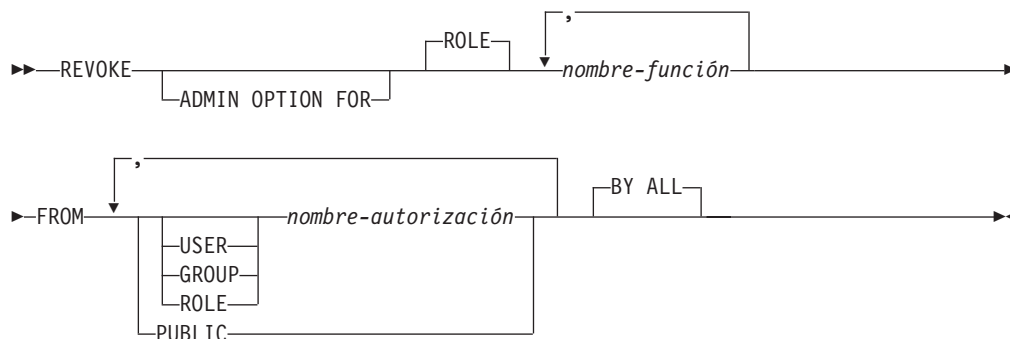 ROLE ,
REVOKE nombre-función
ADMIN OPTION FOR
, BY ALL
FROM nombre-autorización
USER
GROUP
ROLE
PUBLIC